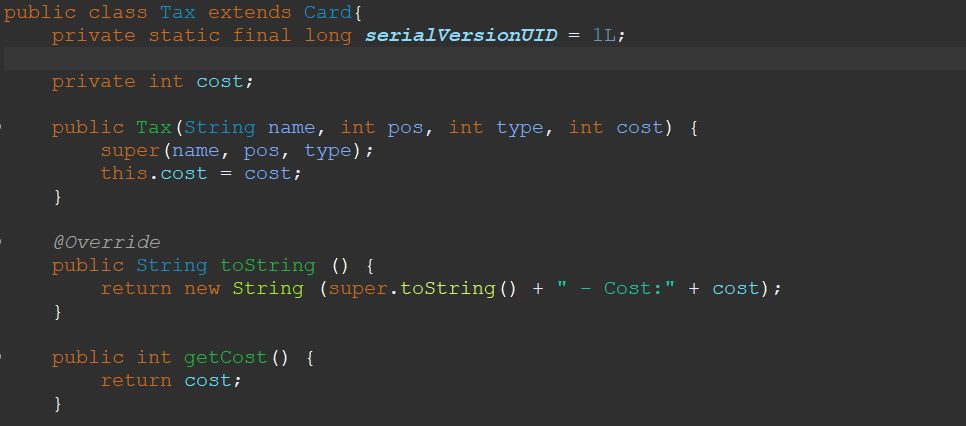 public class Tax extends Card{
    private static final long serialVersionUID = 1L;
    private int cost;
    public Tax(String name, int pos, int type, int cost) {
        super(name, pos, type);
        this.cost = cost;
    }
    @Override
    public String toString () {
        return new String (super.toString() + " - Cost:" + cost);
    }
    public int getCost() {
        return cost;
    }